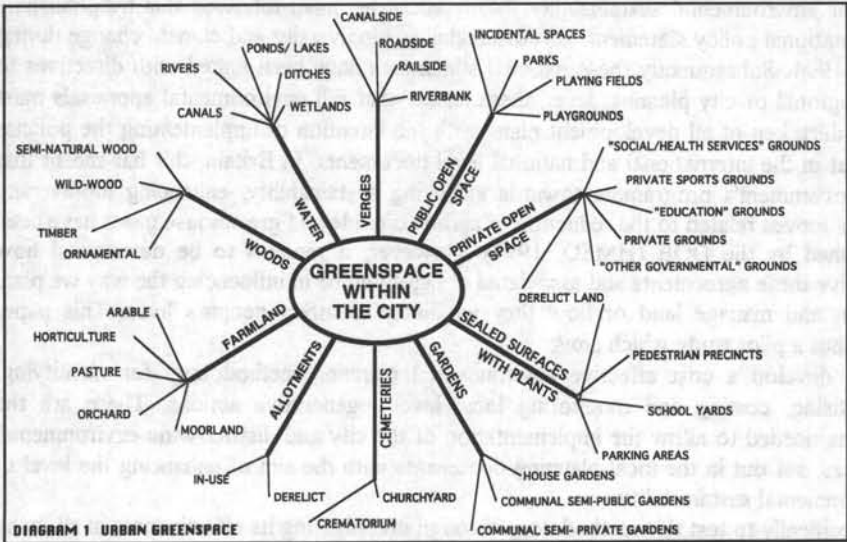 CANALSIDE
ROADSIDE
RAILSIDE
RIVERBANK
VERGES
INCIDENTAL SPACES
PARKS
PLAYING FIELDS
PLAYGROUNDS
PUBLIC OPEN
SPACE
"SOCIAL/HEALTH SERVICES" GROUNDS
PRIVATE SPORTS GROUNDS
"EDUCATION" GROUNDS
PRIVATE GROUNDS
"OTHER GOVERNMENTAL" GROUNDS
PRIVATE OPEN
SPACE
DERELICT LAND
PEDESTRIAN PRECINCTS
SCHOOL YARDS
PARKING AREAS
SEALED SURFACES
WITH PLANTS
HOUSE GARDENS
COMMUNAL SEMI-PUBLIC GARDENS
COMMUNAL SEMI- PRIVATE GARDENS
GARDENS
CHURCHYARD
CREMATORIUM
CEMETERIES
IN-USE
DERELICT
ALLOTMENTS
ARABLE
HORTICULTURE
PASTURE
ORCHARD
MOORLAND
FARMLAND
SEMI-NATURAL WOOD
WILD-WOOD
TIMBER
ORNAMENTAL
WOODS
PONDS/ LAKES
RIVERS
DITCHES
CANALS
WETLANDS
WATER
GREENSPACE
WITHIN
THE CITY
DIAGRAM 1 URBAN GREENSPACE